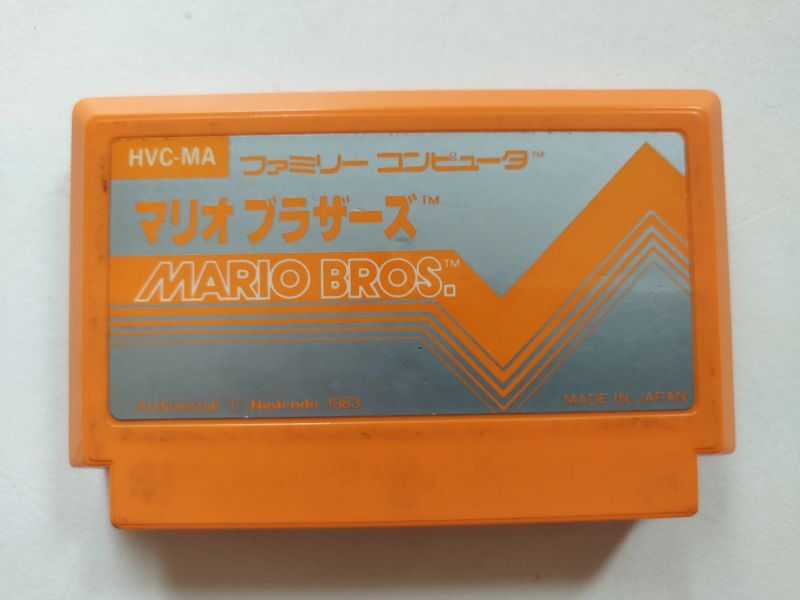 HVC-MA ファミリー コンピュータ™
マリオ ブラザーズ™
MARIO BROS.™
Audiovisual © Nintendo 1983 MADE IN JAPAN